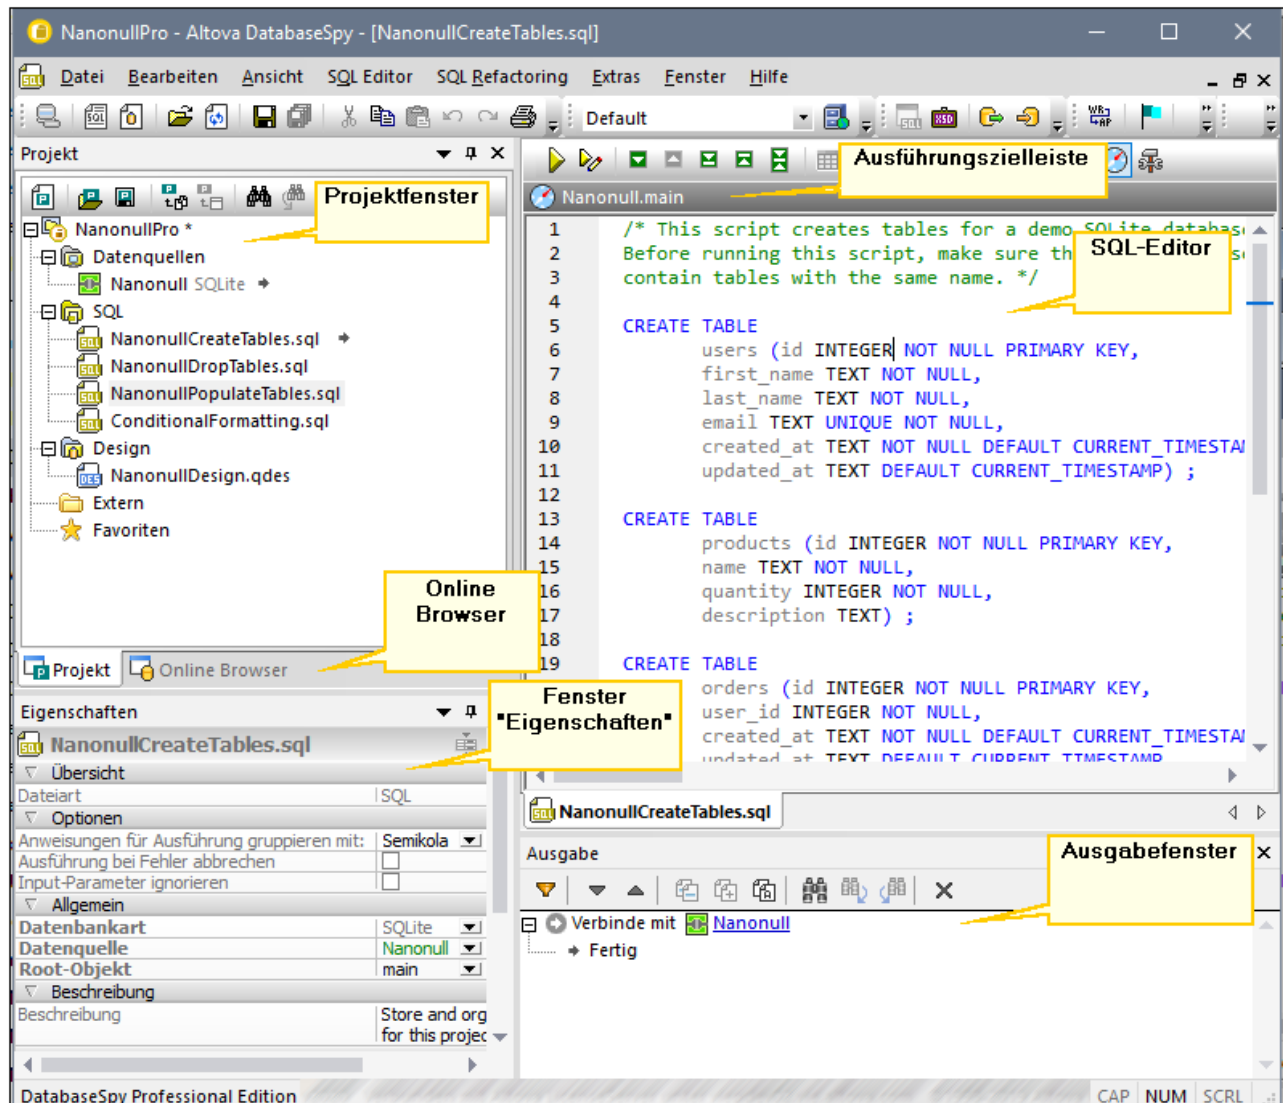 NanonullPro - Altova DatabaseSpy - [NanonullCreateTables.sql]
Datei Bearbeiten Ansicht SQL Editor SQL Refactoring Extras Fenster Hilfe
Default
Projekt
Projektfenster
NanonullPro *
Datenquellen
Nanonull SQLite
SQL
NanonullCreateTables.sql
NanonullDropTables.sql
NanonullPopulateTables.sql
ConditionalFormatting.sql
Design
NanonullDesign.qdes
Extern
Favoriten
Online
Browser
Projekt Online Browser
Eigenschaften
Fenster
"Eigenschaften"
NanonullCreateTables.sql
Übersicht
Dateiart SQL
Optionen
Anweisungen für Ausführung gruppieren mit: Semikola
Ausführung bei Fehler abbrechen
Input-Parameter ignorieren
Allgemein
Datenbankart SQLite
Datenquelle Nanonull
Root-Objekt main
Beschreibung
Beschreibung Store and org
for this projec
Ausführungszielleiste
Nanonull.main
SQL-Editor
1 /* This script creates tables for a demo SQLite database
2 Before running this script, make sure th
3 contain tables with the same name. */
4
5 CREATE TABLE
6 users (id INTEGER NOT NULL PRIMARY KEY,
7 first_name TEXT NOT NULL,
8 last_name TEXT NOT NULL,
9 email TEXT UNIQUE NOT NULL,
10 created_at TEXT NOT NULL DEFAULT CURRENT_TIMESTA
11 updated_at TEXT DEFAULT CURRENT_TIMESTAMP) ;
12
13 CREATE TABLE
14 products (id INTEGER NOT NULL PRIMARY KEY,
15 name TEXT NOT NULL,
16 quantity INTEGER NOT NULL,
17 description TEXT) ;
18
19 CREATE TABLE
orders (id INTEGER NOT NULL PRIMARY KEY,
user_id INTEGER NOT NULL,
created_at TEXT NOT NULL DEFAULT CURRENT_TIMESTA
updated_at TEXT DEFAULT CURRENT_TIMESTAMP
NanonullCreateTables.sql
Ausgabe
Ausgabefenster
Verbinde mit Nanonull
Fertig
DatabaseSpy Professional Edition CAP NUM SCRL